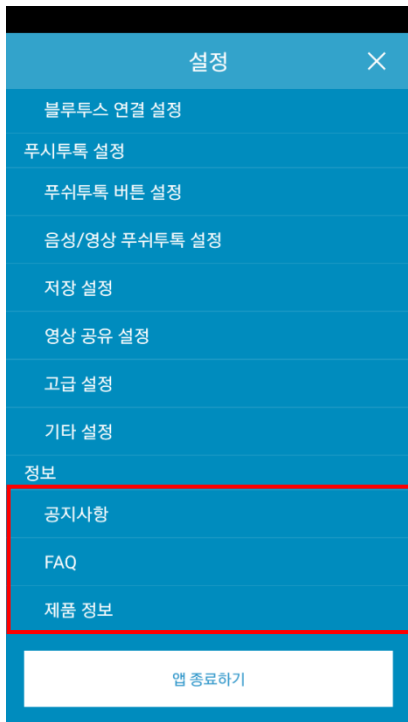 설정
블루투스 연결 설정
푸시투톡 설정
푸쉬투톡 버튼 설정
음성/영상 푸쉬투톡 설정
저장 설정
영상 공유 설정
고급 설정
기타 설정
정보
공지사항
FAQ
제품 정보
앱 종료하기